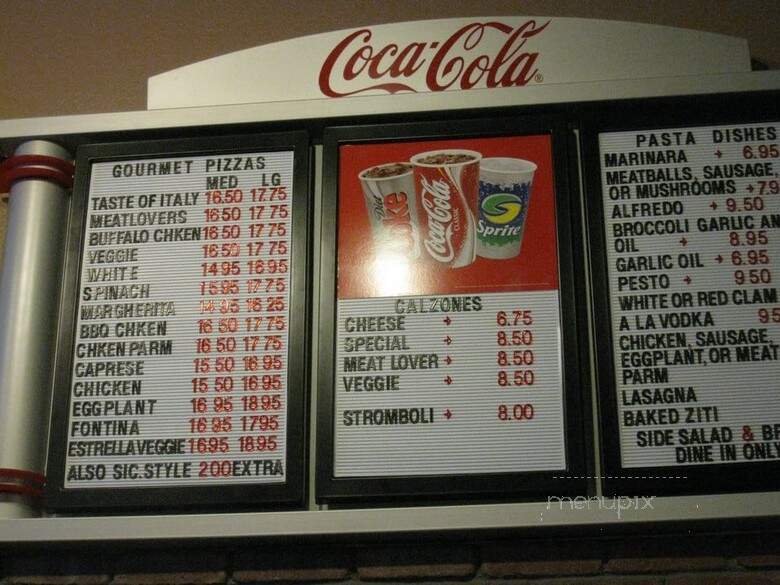 Coca-Cola
GOURMET PIZZAS
MED LG
TASTE OF ITALY 16.50 17.75
MEATLOVERS 16 50 17 75
BUFFALO CHKEN 16 50 17 75
VEGGIE 16 50 17 75
WHITE 14 95 16 95
SPINACH 15 95 17 75
MARGHERITA 16 25
BBQ CHKEN 16 50 17 75
CHKEN PARM 16 50 17 75
CAPRESE 15 50 16 95
CHICKEN 15 50 16 95
EGGPLANT 16 95 18 95
FONTINA 16 95 17 95
ESTRELLAVEGGIE 16 95 18 95
ALSO SIC.STYLE 2 00 EXTRA
Diet Coke
Coca-Cola
CLASSIC
Sprite
CALZONES
CHEESE → 6.75
SPECIAL → 8.50
MEAT LOVER → 8.50
VEGGIE → 8.50
STROMBOLI → 8.00
PASTA DISHES
MARINARA → 6.95
MEATBALLS, SAUSAGE,
OR MUSHROOMS → 7.9
ALFREDO → 9.50
BROCCOLI GARLIC AN
OIL → 8.95
GARLIC OIL → 6.95
PESTO → 9 50
WHITE OR RED CLAM
A LA VODKA 9 5
CHICKEN, SAUSAGE,
EGGPLANT, OR MEAT
PARM
LASAGNA
BAKED ZITI
SIDE SALAD & BR
DINE IN ONLY
menupix